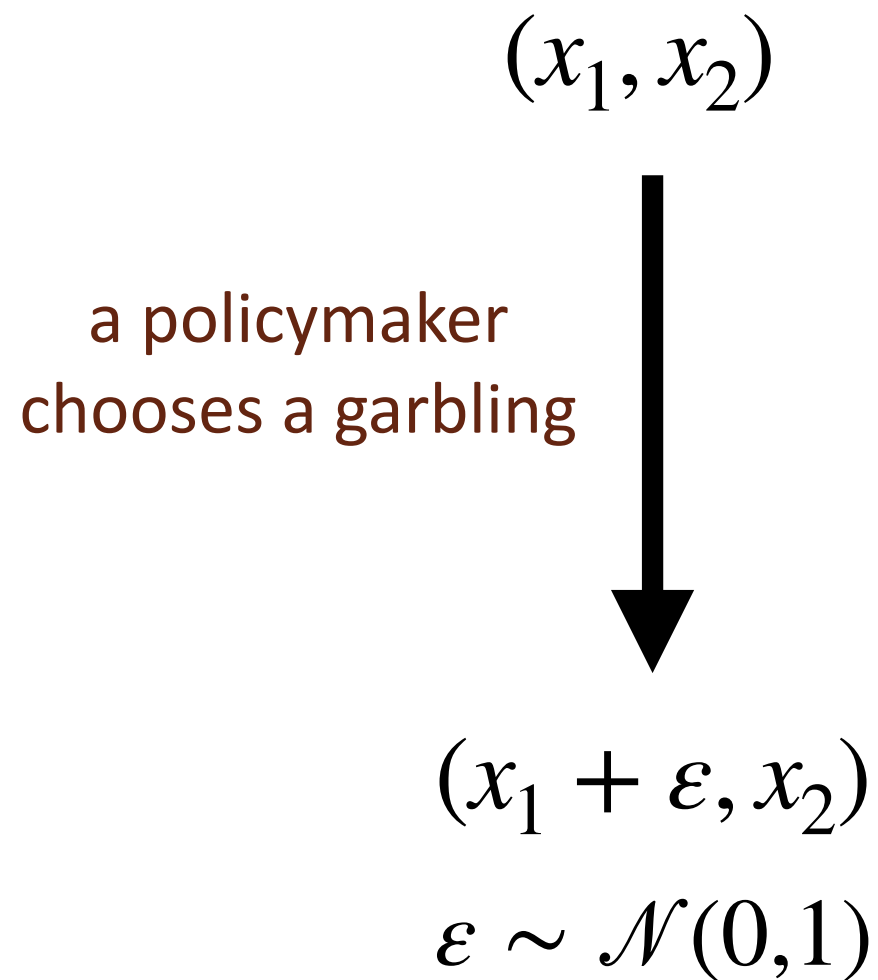 (x₁, x₂)
a policymaker
chooses a garbling
(x₁ + ε, x₂)
ε ~ 𝒩(0,1)